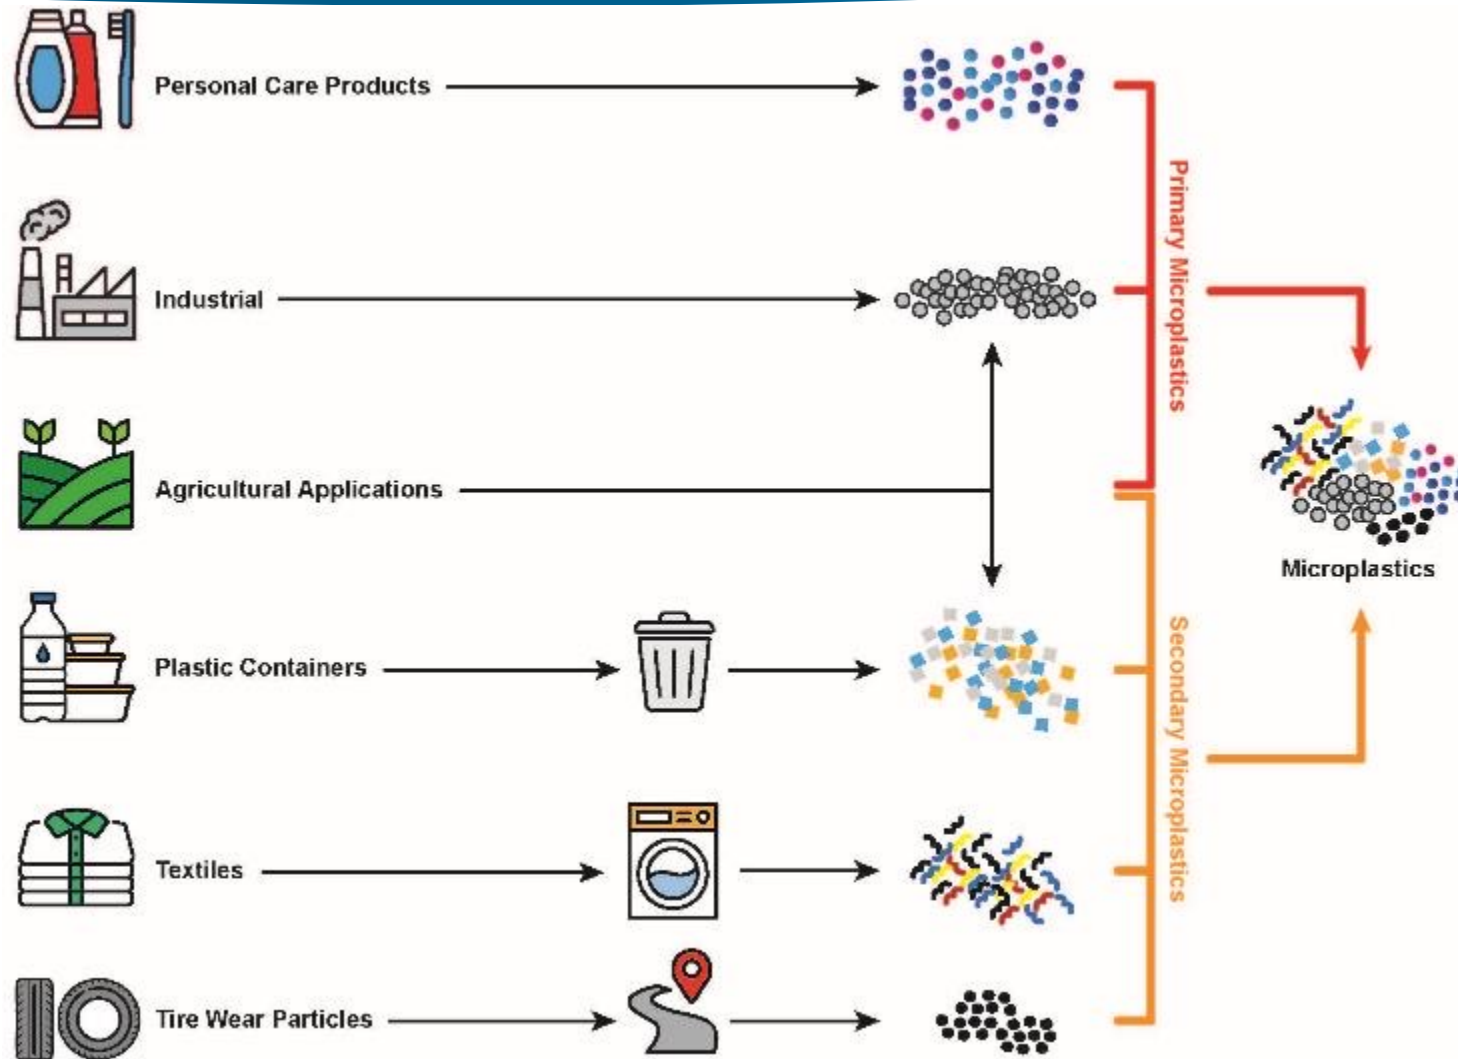 Personal Care Products
Industrial
Agricultural Applications
Plastic Containers
Textiles
Tire Wear Particles
Primary Microplastics
Secondary Microplastics
Microplastics